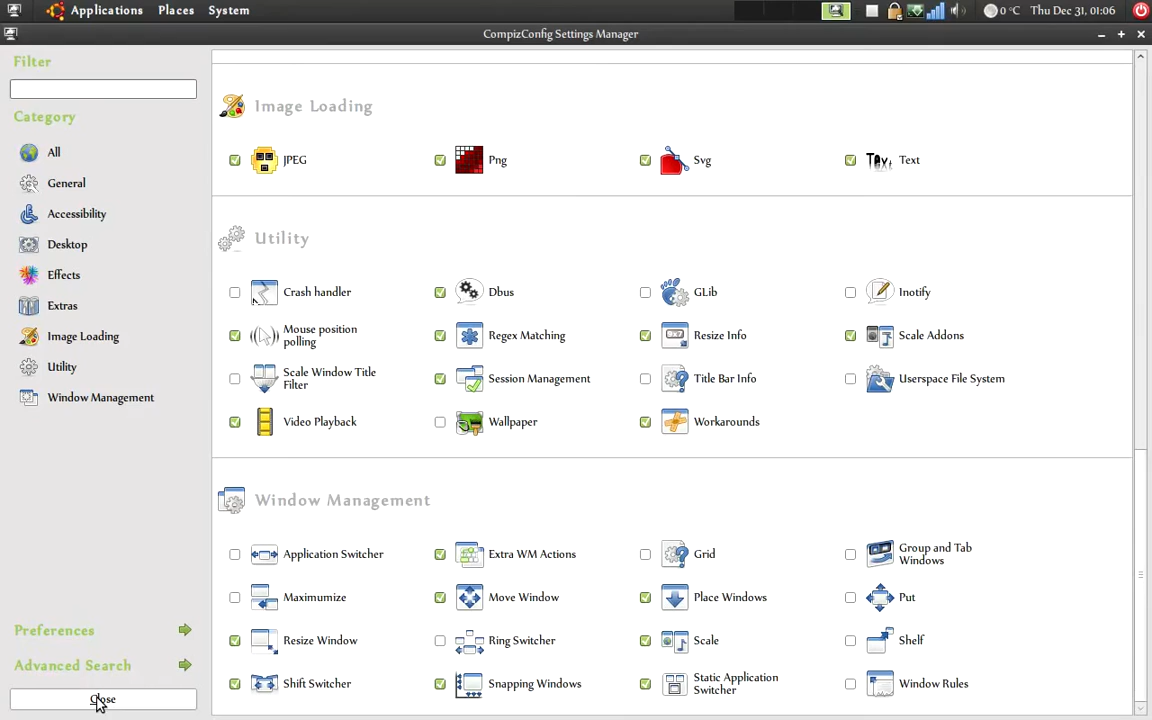 Applications Places System 0 °C Thu Dec 31, 01:06
CompizConfig Settings Manager
Filter
Category
All
General
Accessibility
Desktop
Effects
Extras
Image Loading
Utility
Window Management
Preferences
Advanced Search
Close
Image Loading
JPEG Png Svg Text
Utility
Crash handler Dbus GLib Inotify
Mouse position
polling
Regex Matching Resize Info Scale Addons
Scale Window Title
Filter
Session Management Title Bar Info Userspace File System
Video Playback Wallpaper Workarounds
Window Management
Application Switcher Extra WM Actions Grid
Group and Tab
Windows
Maximumize Move Window Place Windows Put
Resize Window Ring Switcher Scale Shelf
Shift Switcher Snapping Windows
Static Application
Switcher
Window Rules